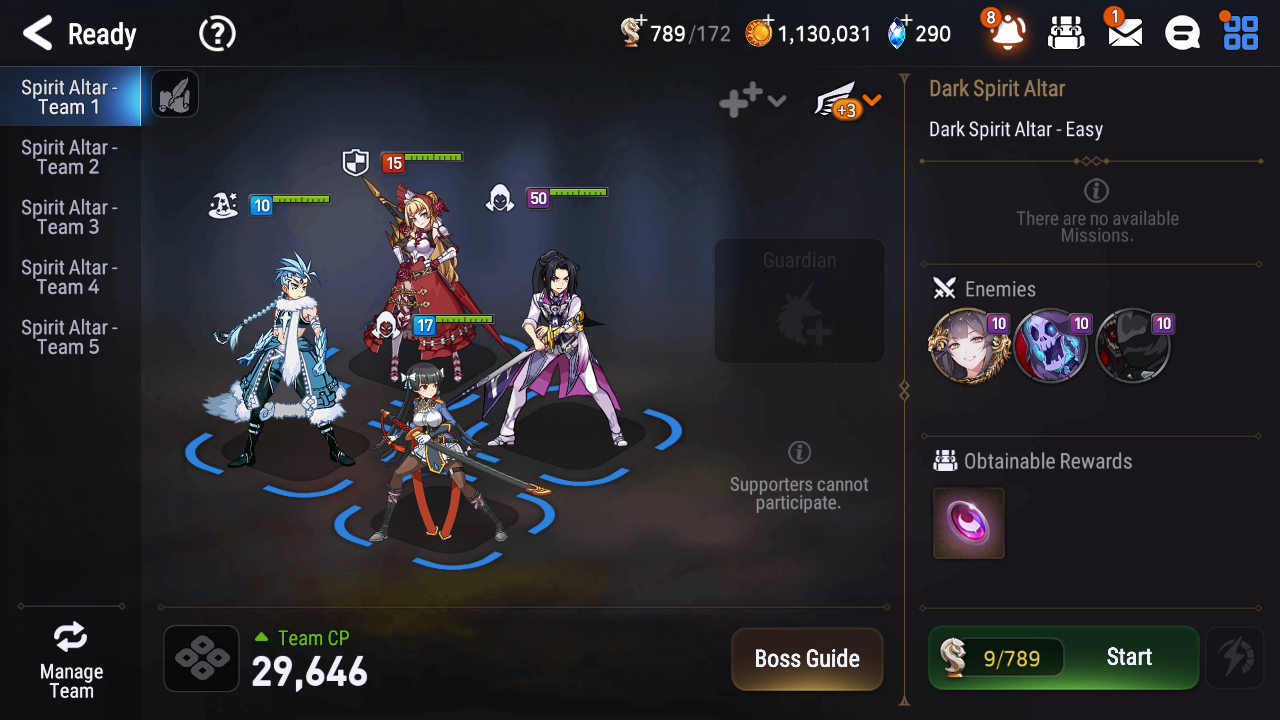 Ready
?
789/172
1,130,031
290
8
1
Spirit Altar -
Team 1
Spirit Altar -
Team 2
Spirit Altar -
Team 3
Spirit Altar -
Team 4
Spirit Altar -
Team 5
Manage
Team
+3
15
10
50
17
Guardian
Supporters cannot
participate.
Team CP
29,646
Boss Guide
Dark Spirit Altar
Dark Spirit Altar - Easy
There are no available
Missions.
Enemies
10
10
10
Obtainable Rewards
9/789
Start